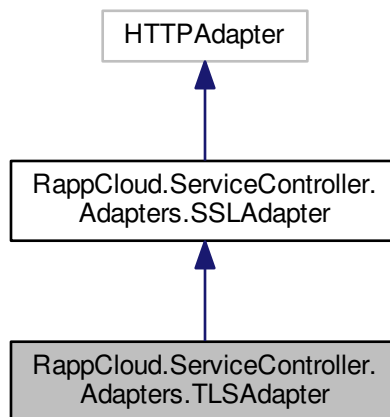 HTTPAdapter
RappCloud.ServiceController.
Adapters.SSLAdapter
RappCloud.ServiceController.
Adapters.TLSAdapter